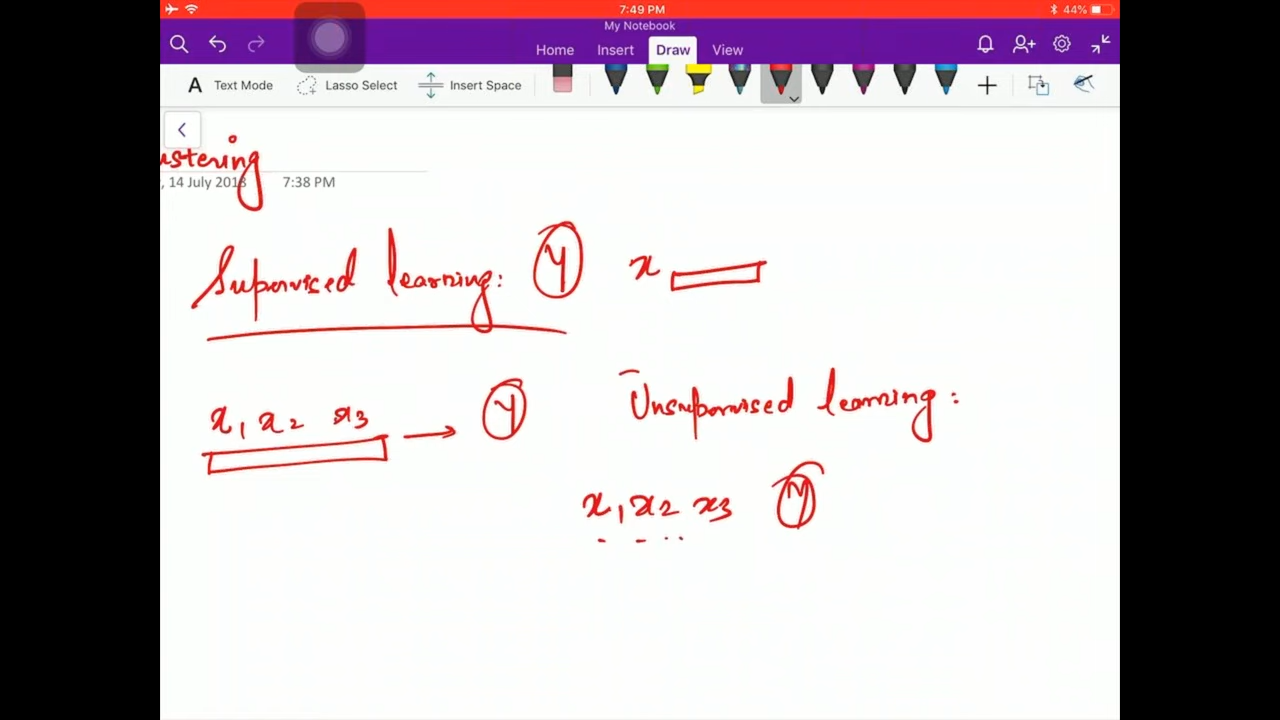 7:49 PM
44%
My Notebook
Home Insert Draw View
A Text Mode Lasso Select Insert Space
ustering
, 14 July 2018 7:38 PM
Supervised learning: Y x
x1 x2 x3 → Y
Unsupervised learning:
x1 x2 x3 Y